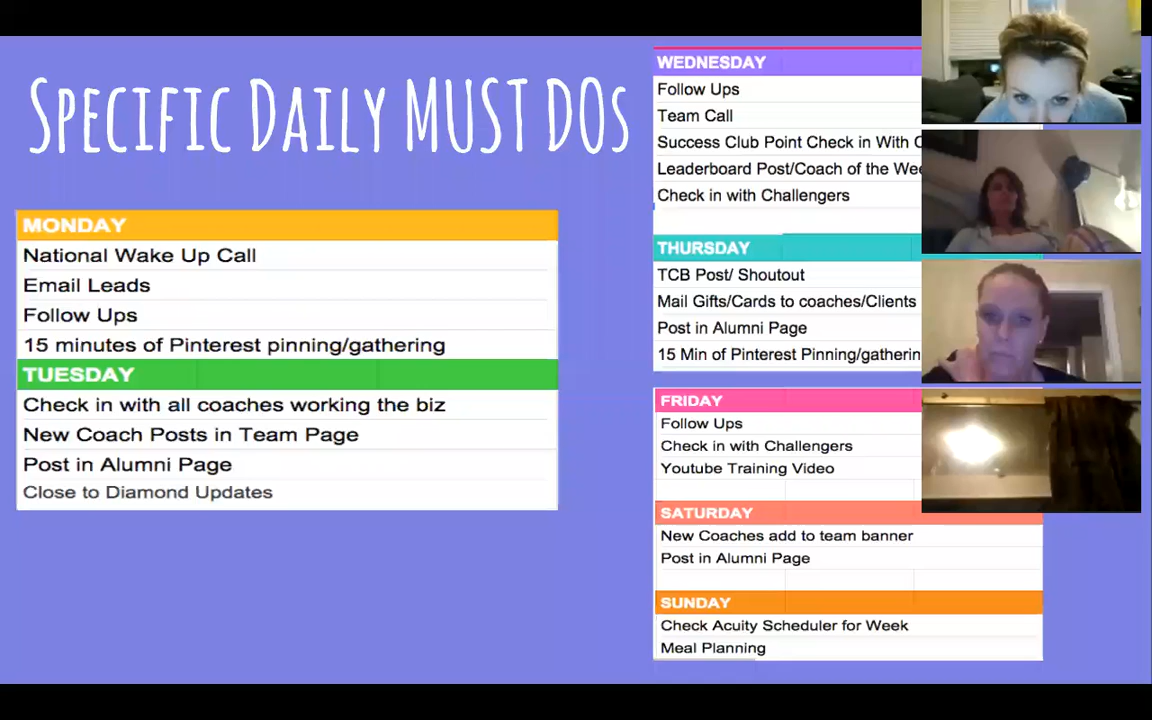 SPECIFIC DAILY MUST DOS
MONDAY
National Wake Up Call
Email Leads
Follow Ups
15 minutes of Pinterest pinning/gathering
TUESDAY
Check in with all coaches working the biz
New Coach Posts in Team Page
Post in Alumni Page
Close to Diamond Updates
WEDNESDAY
Follow Ups
Team Call
Success Club Point Check in With
Leaderboard Post/Coach of the
Check in with Challengers
THURSDAY
TCB Post/ Shoutout
Mail Gifts/Cards to coaches/Clients
Post in Alumni Page
15 Min of Pinterest
FRIDAY
Follow Ups
Check in with Challengers
Youtube Training Video
SATURDAY
New Coaches add to team banner
Post in Alumni Page
SUNDAY
Check Acuity Scheduler for Week
Meal Planning